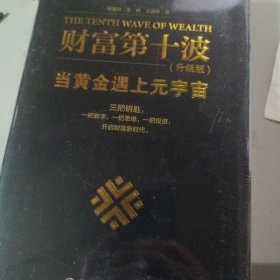 THE TENTH WAVE OF WEALTH
财富第十波
(升级版)
当黄金遇上元宇宙
三把钥匙,
一把数字,一把思维,一把投资,
开启财富新时代。